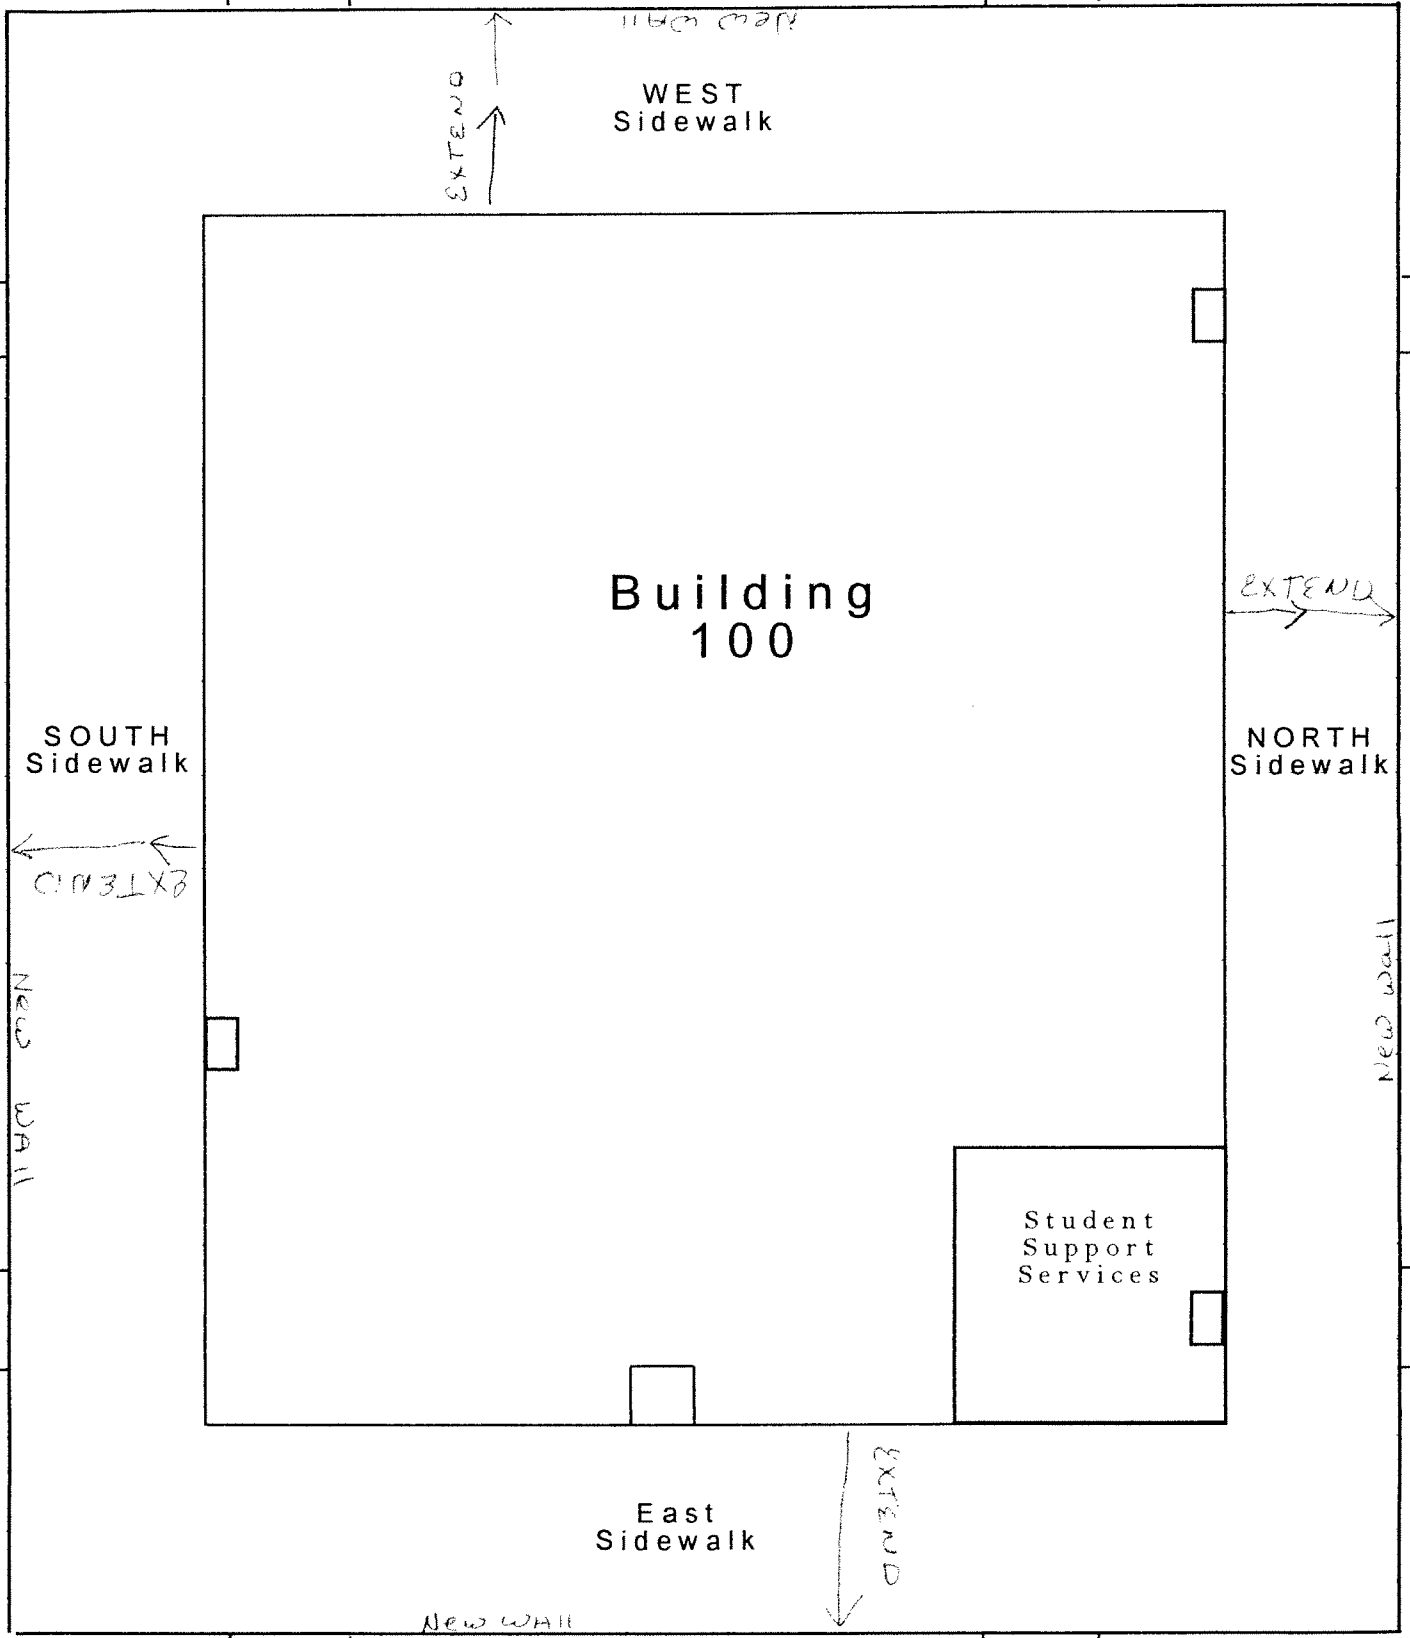 New WAll
WEST
Sidewalk
EXTEND
Building
100
EXTEND
SOUTH
Sidewalk
NORTH
Sidewalk
EXTEND
New wall
New WAll
Student
Support
Services
EXTEND
East
Sidewalk
New WAll